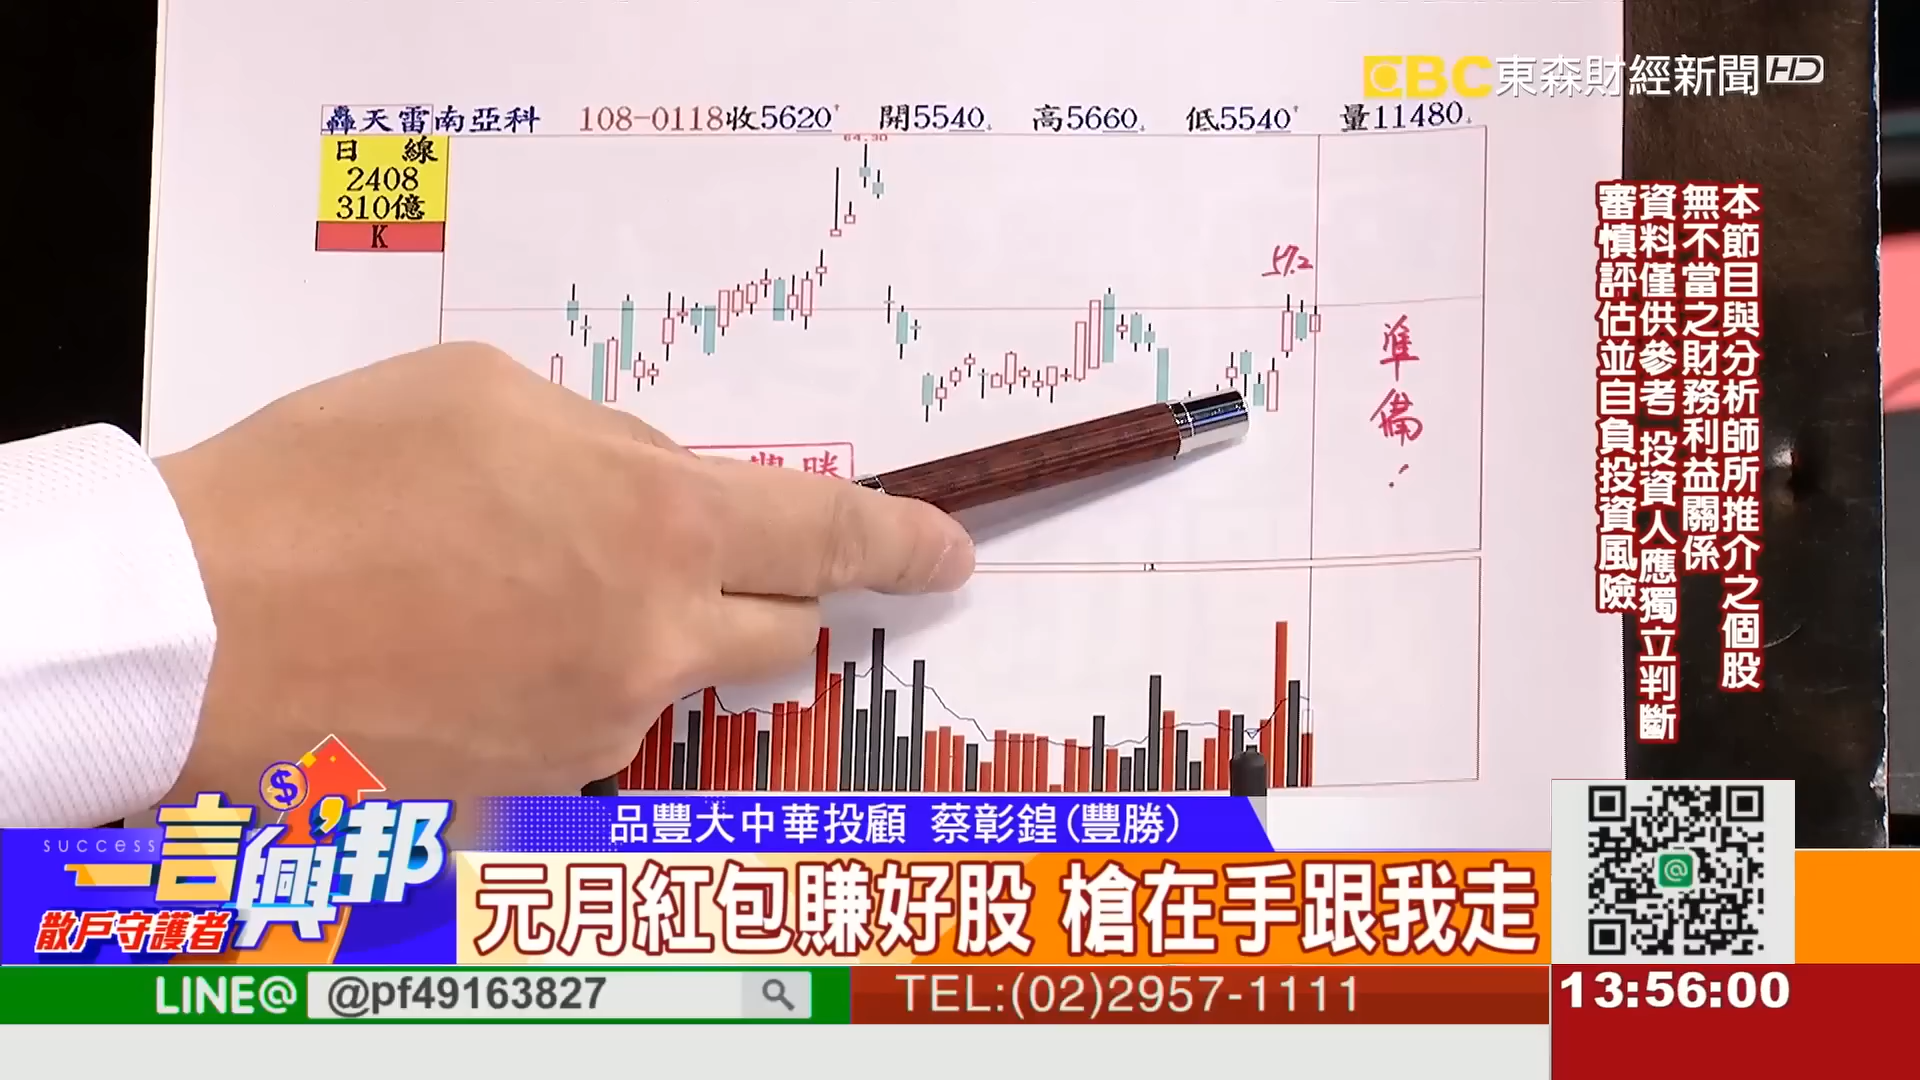 EBC 東森財經新聞 HD
轟天雷南亞科 108-0118收5620 開5540 高5660 低5540 量11480
日 線
2408
310億
K
64.30
57.2
準備!
豐勝
本節目與分析師所推介之個股
無不當之財務利益關係
資料僅供參考 投資人應獨立判斷
審慎評估並自負投資風險
success
一言興邦
散戶守護者
品豐大中華投顧 蔡彰鍠(豐勝)
元月紅包賺好股 槍在手跟我走
LINE@ @pf49163827
TEL:(02)2957-1111
13:56:00